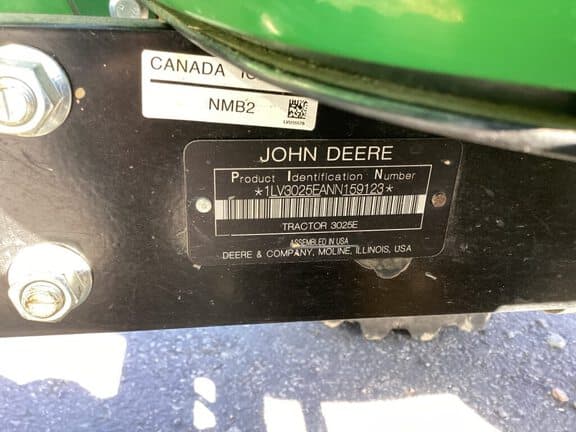 CANADA
NMB2
JOHN DEERE
Product Identification Number
*1LV3025EANN159123*
TRACTOR 3025E
ASSEMBLED IN USA
DEERE & COMPANY, MOLINE, ILLINOIS, USA